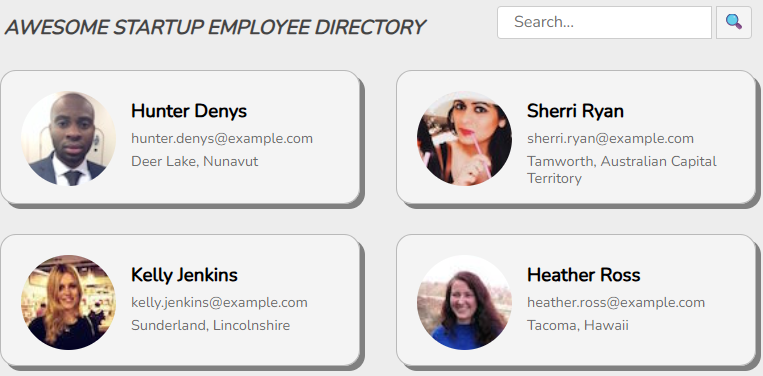 AWESOME STARTUP EMPLOYEE DIRECTORY
Search...
Hunter Denys
hunter.denys@example.com
Deer Lake, Nunavut
Sherri Ryan
sherri.ryan@example.com
Tamworth, Australian Capital
Territory
Kelly Jenkins
kelly.jenkins@example.com
Sunderland, Lincolnshire
Heather Ross
heather.ross@example.com
Tacoma, Hawaii